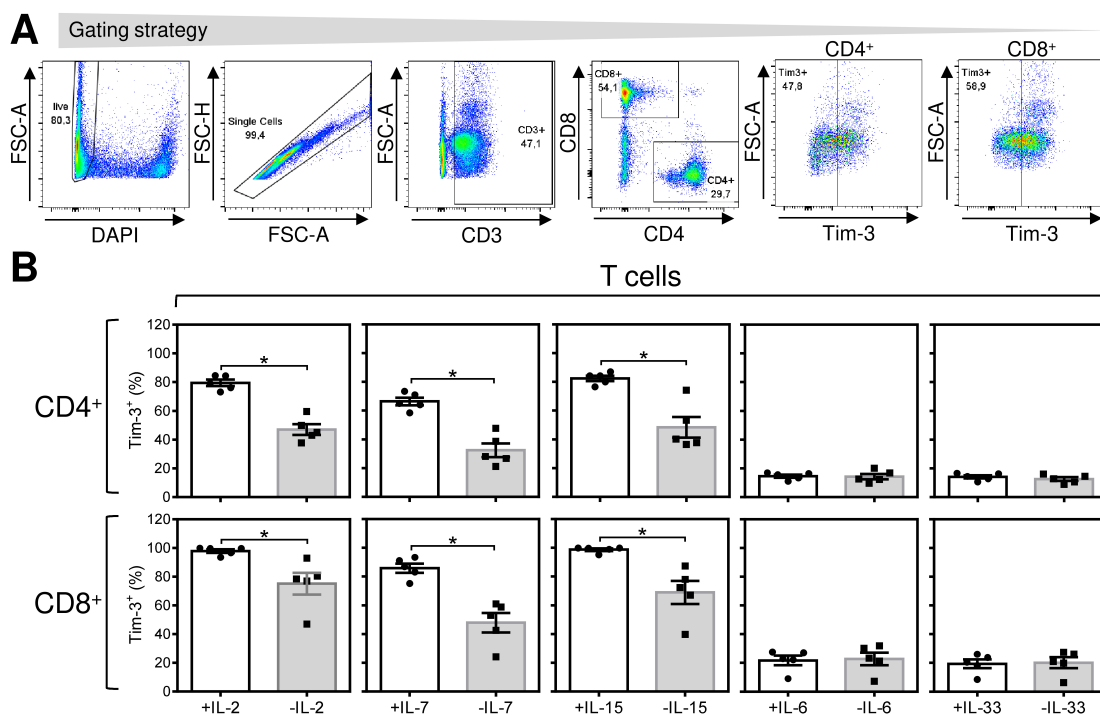 A
Gating strategy
CD4+ CD8+
FSC-A live 80,3 DAPI
FSC-H Single Cells 99,4 FSC-A
FSC-A CD3+ 47,1 CD3
CD8 CD8+ 54,1 CD4+ 29,7 CD4
FSC-A Tim3+ 47,8 Tim-3
FSC-A Tim3+ 58,9 Tim-3
B
T cells
CD4+
Tim-3+ (%)
120
100
80
60
40
20
0
* * *
CD8+
Tim-3+ (%)
120
100
80
60
40
20
0
* * *
+IL-2 -IL-2 +IL-7 -IL-7 +IL-15 -IL-15 +IL-6 -IL-6 +IL-33 -IL-33